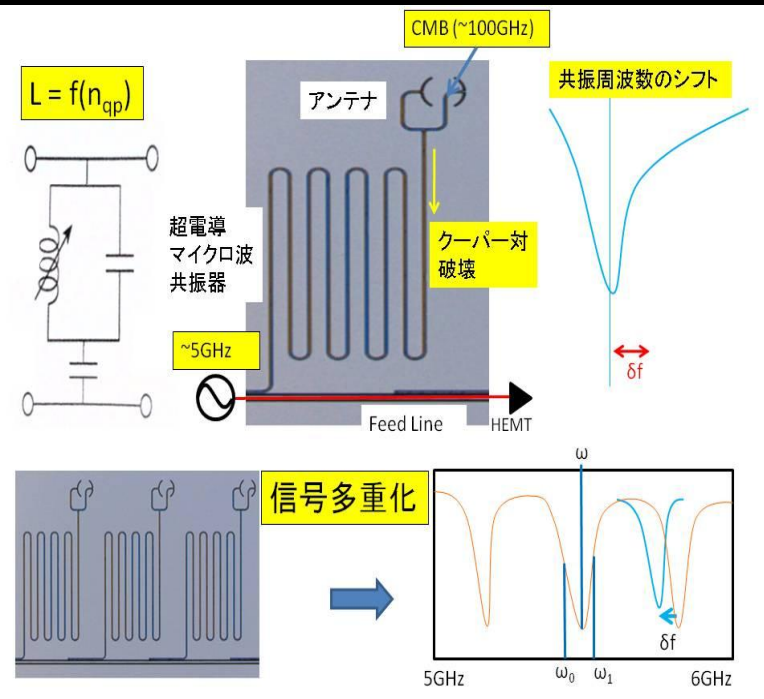 CMB (~100GHz)
L = f(n_qp)
アンテナ
共振周波数のシフト
超電導
マイクロ波
共振器
クーパー対
破壊
~5GHz
δf
Feed Line
HEMT
信号多重化
ω
δf
5GHz
ω₀
ω₁
6GHz